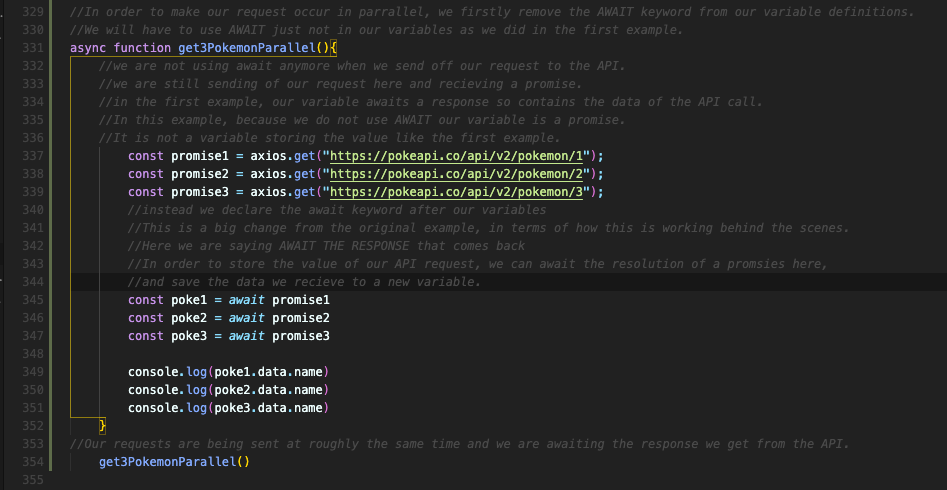 329 //In order to make our request occur in parrallel, we firstly remove the AWAIT keyword from our variable definitions.
330 //We will have to use AWAIT just not in our variables as we did in the first example.
331 async function get3PokemonParallel(){
332 //we are not using await anymore when we send off our request to the API.
333 //we are still sending of our request here and recieving a promise.
334 //in the first example, our variable awaits a response so contains the data of the API call.
335 //In this example, because we do not use AWAIT our variable is a promise.
336 //It is not a variable storing the value like the first example.
337 const promise1 = axios.get("https://pokeapi.co/api/v2/pokemon/1");
338 const promise2 = axios.get("https://pokeapi.co/api/v2/pokemon/2");
339 const promise3 = axios.get("https://pokeapi.co/api/v2/pokemon/3");
340 //instead we declare the await keyword after our variables
341 //This is a big change from the original example, in terms of how this is working behind the scenes.
342 //Here we are saying AWAIT THE RESPONSE that comes back
343 //In order to store the value of our API request, we can await the resolution of a promsies here,
344 //and save the data we recieve to a new variable.
345 const poke1 = await promise1
346 const poke2 = await promise2
347 const poke3 = await promise3
348
349 console.log(poke1.data.name)
350 console.log(poke2.data.name)
351 console.log(poke3.data.name)
352 }
353 //Our requests are being sent at roughly the same time and we are awaiting the response we get from the API.
354 get3PokemonParallel()
355